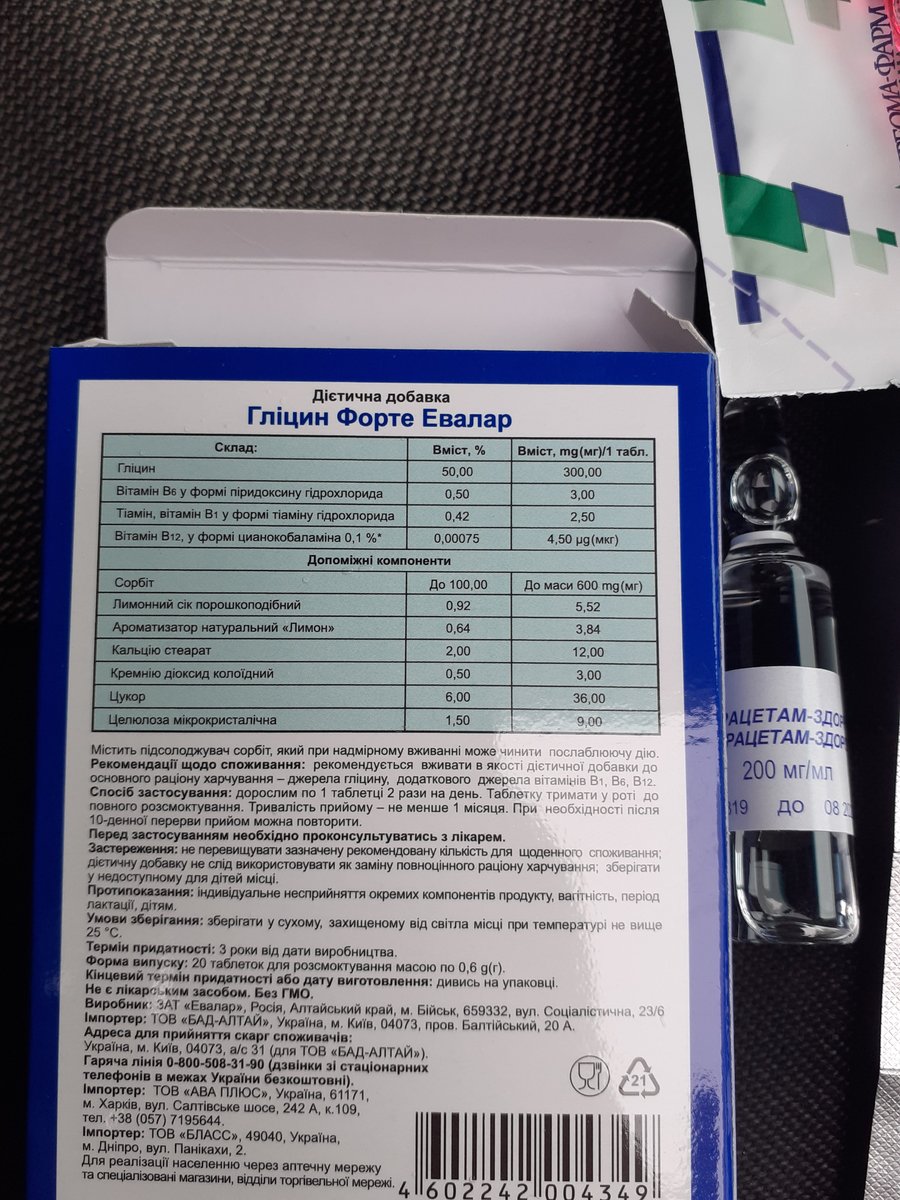 Дієтична добавка
Гліцин Форте Евалар
Склад: Вміст, % Вміст, mg(мг)/1 табл.
Гліцин 50,00 300,00
Вітамін B6 у формі піридоксину гідрохлорида 0,50 3,00
Тіамін, вітамін B1 у формі тіаміну гідрохлорида 0,42 2,50
Вітамін B12, у формі цианокобаламіна 0,1 %* 0,00075 4,50 µg(мкг)
Допоміжні компоненти
Сорбіт До 100,00 До маси 600 mg(мг)
Лимонний сік порошкоподібний 0,92 5,52
Ароматизатор натуральний «Лимон» 0,64 3,84
Кальцію стеарат 2,00 12,00
Кремнію діоксид колоїдний 0,50 3,00
Цукор 6,00 36,00
Целюлоза мікрокристалічна 1,50 9,00
Містить підсолоджувач сорбіт, який при надмірному вживанні може чинити послаблюючу дію.
Рекомендації щодо споживання: рекомендується вживати в якості дієтичної добавки до
основного раціону харчування – джерела гліцину, додаткового джерела вітамінів B1, B6, B12.
Спосіб застосування: дорослим по 1 таблетці 2 рази на день. Таблетку тримати у роті до
повного розсмоктування. Тривалість прийому – не менше 1 місяця. При необхідності після
10-денної перерви прийом можна повторити.
Перед застосуванням необхідно проконсультуватись з лікарем.
Застереження: не перевищувати зазначену рекомендовану кількість для щоденного споживання;
дієтичну добавку не слід використовувати як заміну повноцінного раціону харчування; зберігати
у недоступному для дітей місці.
Протипоказання: індивідуальне несприйняття окремих компонентів продукту, вагітність, період
лактації, дітям.
Умови зберігання: зберігати у сухому, захищеному від світла місці при температурі не вище
25 °С.
Термін придатності: 3 роки від дати виробництва.
Форма випуску: 20 таблеток для розсмоктування масою по 0,6 g(г).
Кінцевий термін придатності або дату виготовлення: дивись на упаковці.
Не є лікарським засобом. Без ГМО.
Виробник: ЗАТ «Евалар», Росія, Алтайський край, м. Бійськ, 659332, вул. Соціалістична, 23/6
Імпортер: ТОВ «БАД-АЛТАЙ», Україна, м. Київ, 04073, пров. Балтійський, 20 А.
Адреса для прийняття скарг споживачів:
Україна, м. Київ, 04073, а/с 31 (для ТОВ «БАД-АЛТАЙ»).
Гаряча лінія 0-800-508-31-90 (дзвінки зі стаціонарних
телефонів в межах України безкоштовні).
Імпортер: ТОВ «АВА ПЛЮС», Україна, 61171,
м. Харків, вул. Салтівське шосе, 242 А, к.109,
тел. +38 (057) 7195644.
Імпортер: ТОВ «БЛАСС», 49040, Україна,
м. Дніпро, вул. Панікахи, 2.
Для реалізації населенню через аптечну мережу
та спеціалізовані магазини, відділи торгівельної мережі.
21
4 602242 004349
РАЦЕТАМ-ЗДОР
РАЦЕТАМ-ЗДОР
200 мг/мл
319 ДО 08 20
ФАРМ